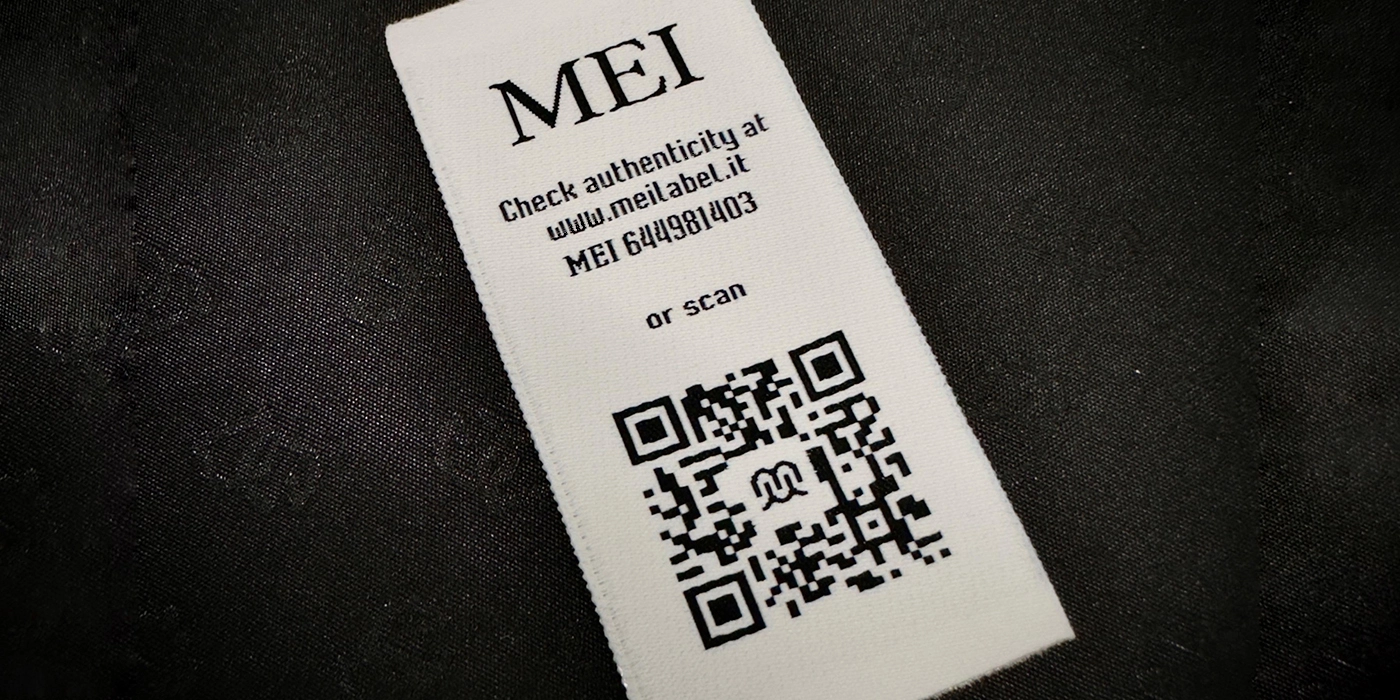 MEI
Check authenticity at
www.meilabel.it
MEI 644981403
or scan